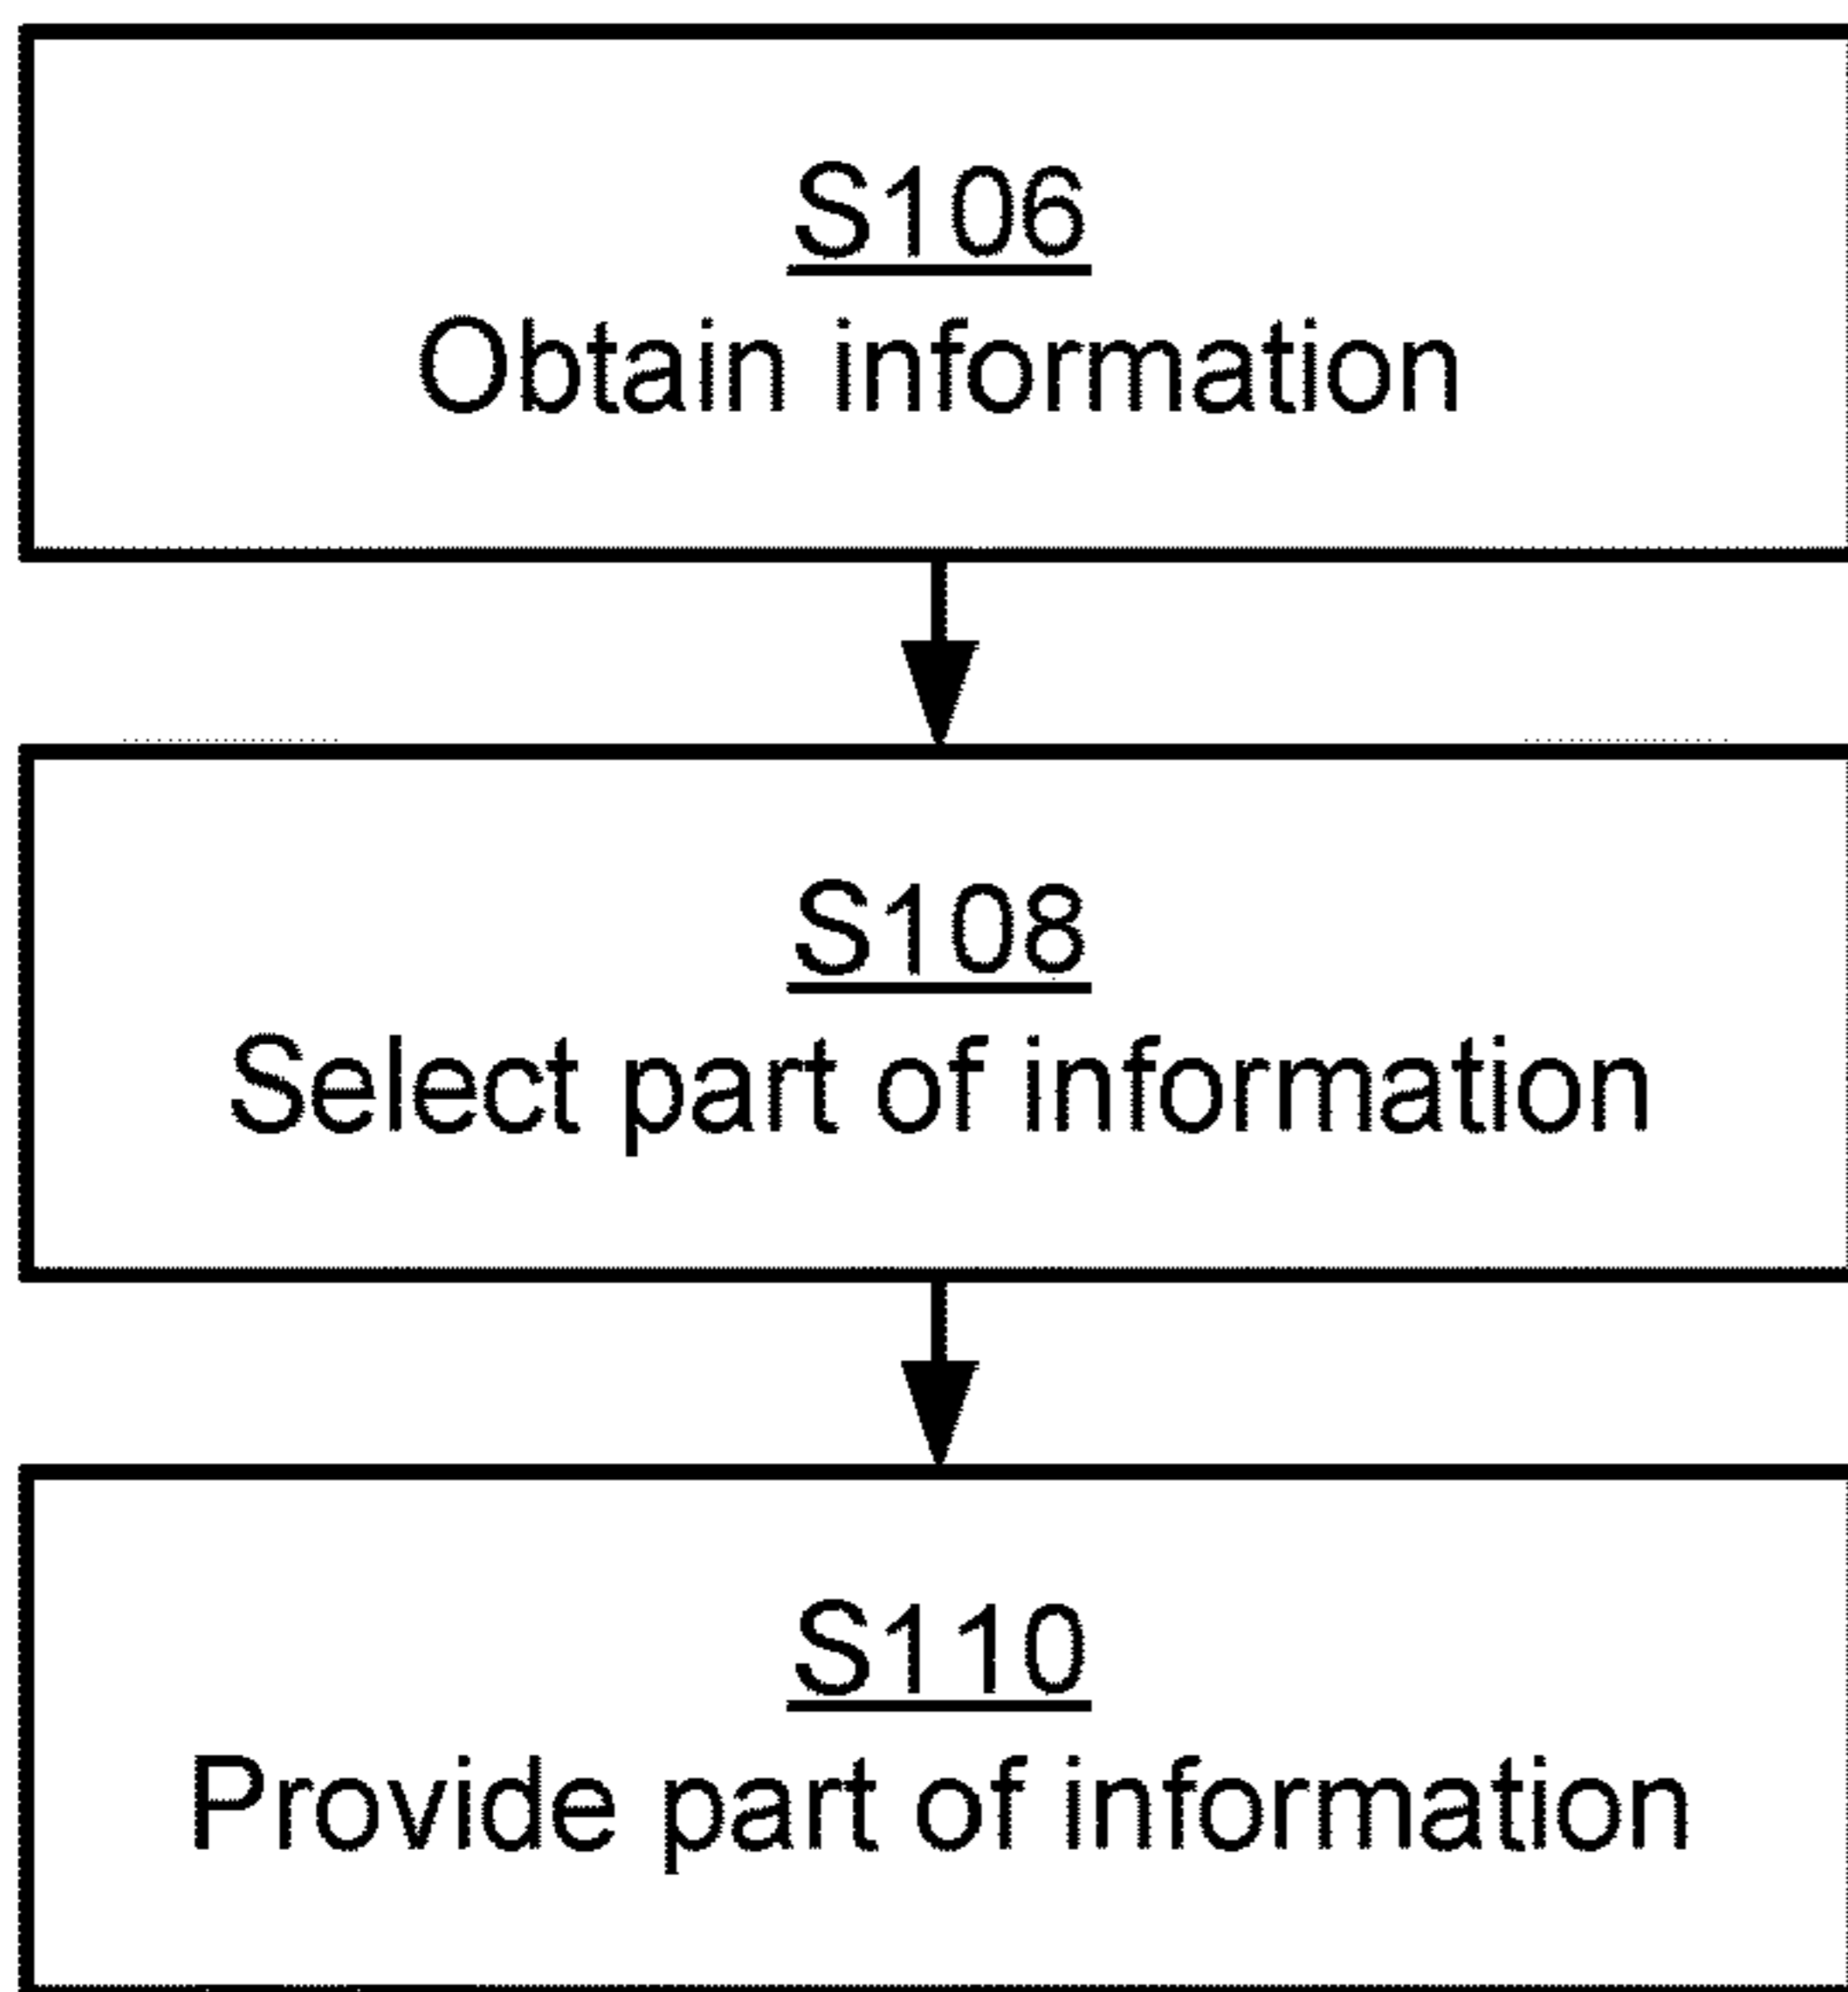 S106
Obtain information
S108
Select part of information
S110
Provide part of information